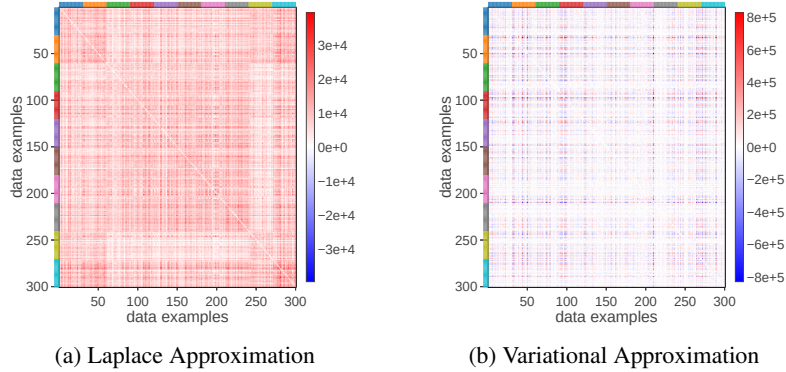 50
100
150
200
250
300
data examples
50
100
150
200
250
300
data examples
3e+4
2e+4
1e+4
0e+0
−1e+4
−2e+4
−3e+4
(a) Laplace Approximation
50
100
150
200
250
300
data examples
50
100
150
200
250
300
data examples
8e+5
6e+5
4e+5
2e+5
0e+0
−2e+5
−4e+5
−6e+5
−8e+5
(b) Variational Approximation